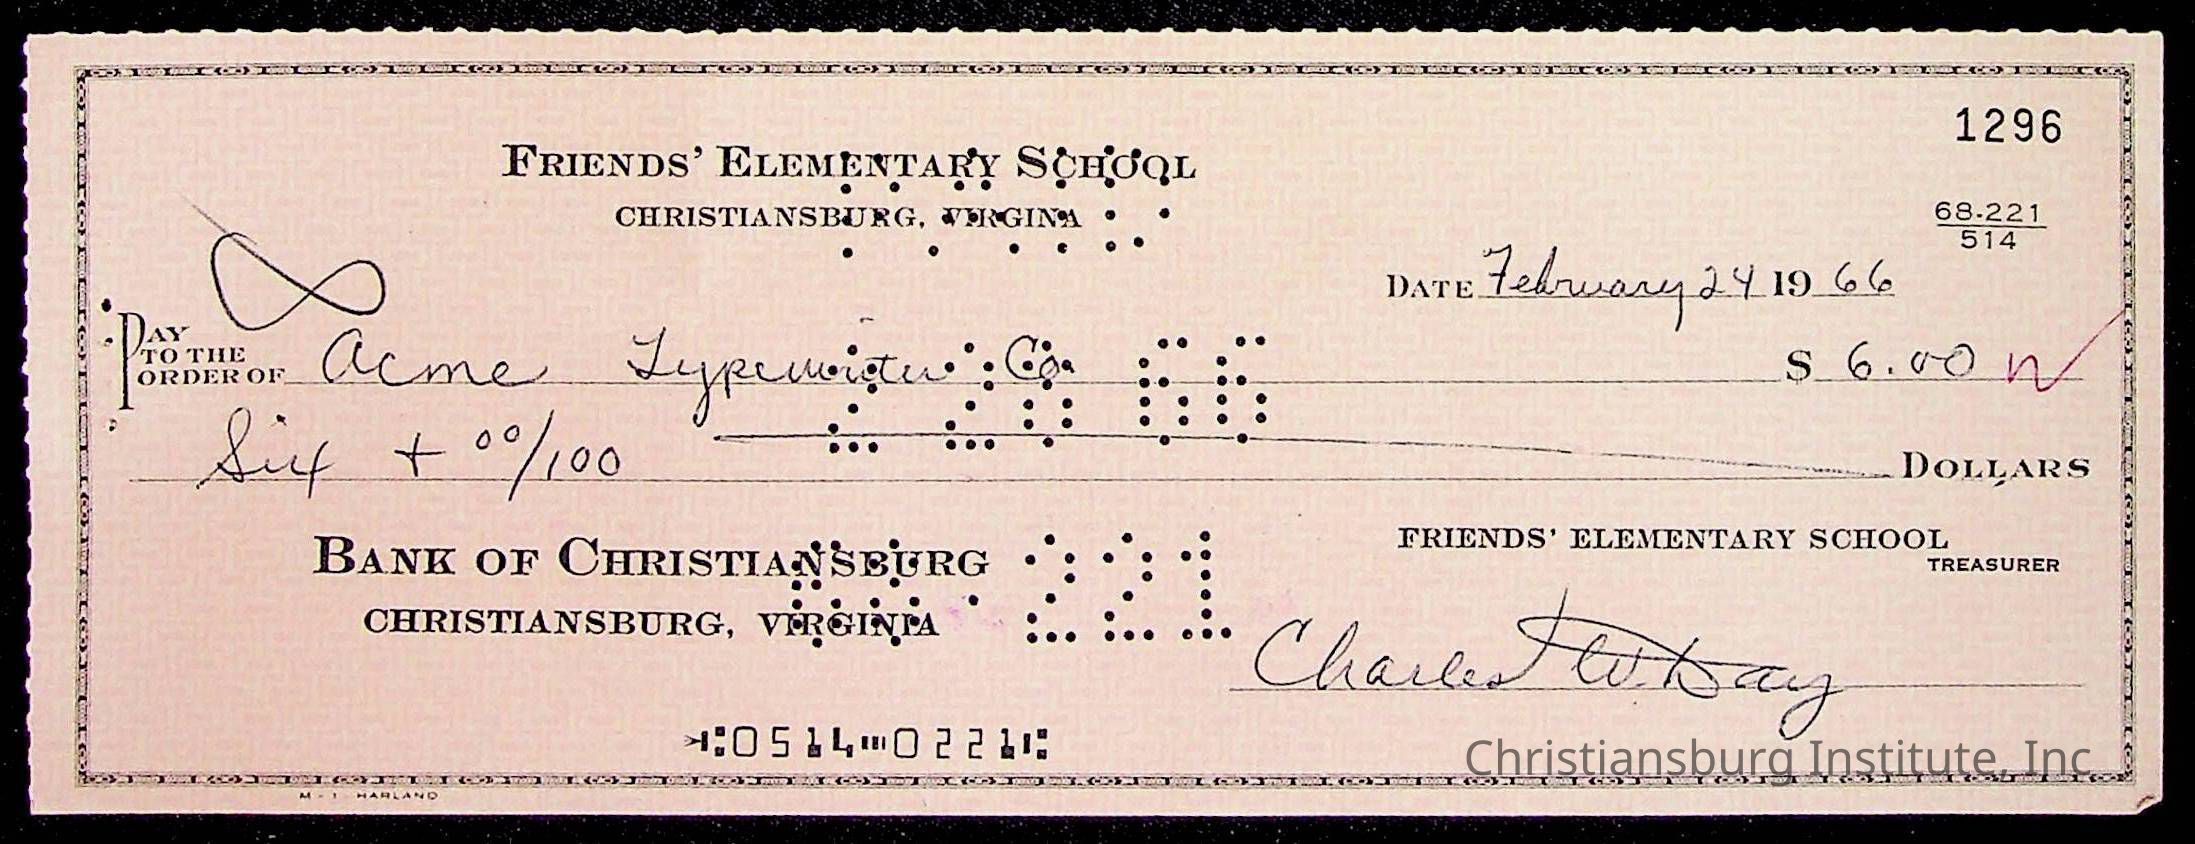 1296
FRIENDS' ELEMENTARY SCHOOL
CHRISTIANSBURG, VIRGINA
68-221
514
DATE February 24 19 66
PAY TO THE ORDER OF Acme Typewriter Co. $ 6.00
Six + 00/100 DOLLARS
BANK OF CHRISTIANSBURG
CHRISTIANSBURG, VIRGINIA
FRIENDS' ELEMENTARY SCHOOL
TREASURER
Charles W. Day
⑆0514⑉0221⑆
Christiansburg Institute, Inc
HARLAND
2 28 66
221